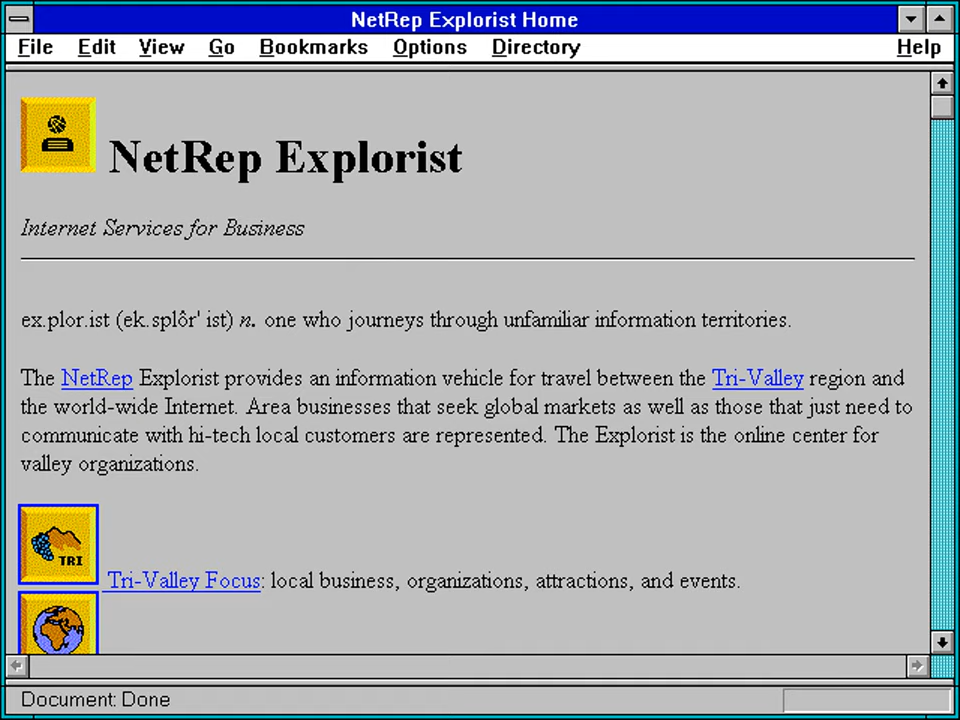 NetRep Explorist Home
File Edit View Go Bookmarks Options Directory Help
NetRep Explorist
Internet Services for Business
ex.plor.ist (ek.splôr' ist) n. one who journeys through unfamiliar information territories.
The NetRep Explorist provides an information vehicle for travel between the Tri-Valley region and
the world-wide Internet. Area businesses that seek global markets as well as those that just need to
communicate with hi-tech local customers are represented. The Explorist is the online center for
valley organizations.
TRI
Tri-Valley Focus: local business, organizations, attractions, and events.
Document: Done